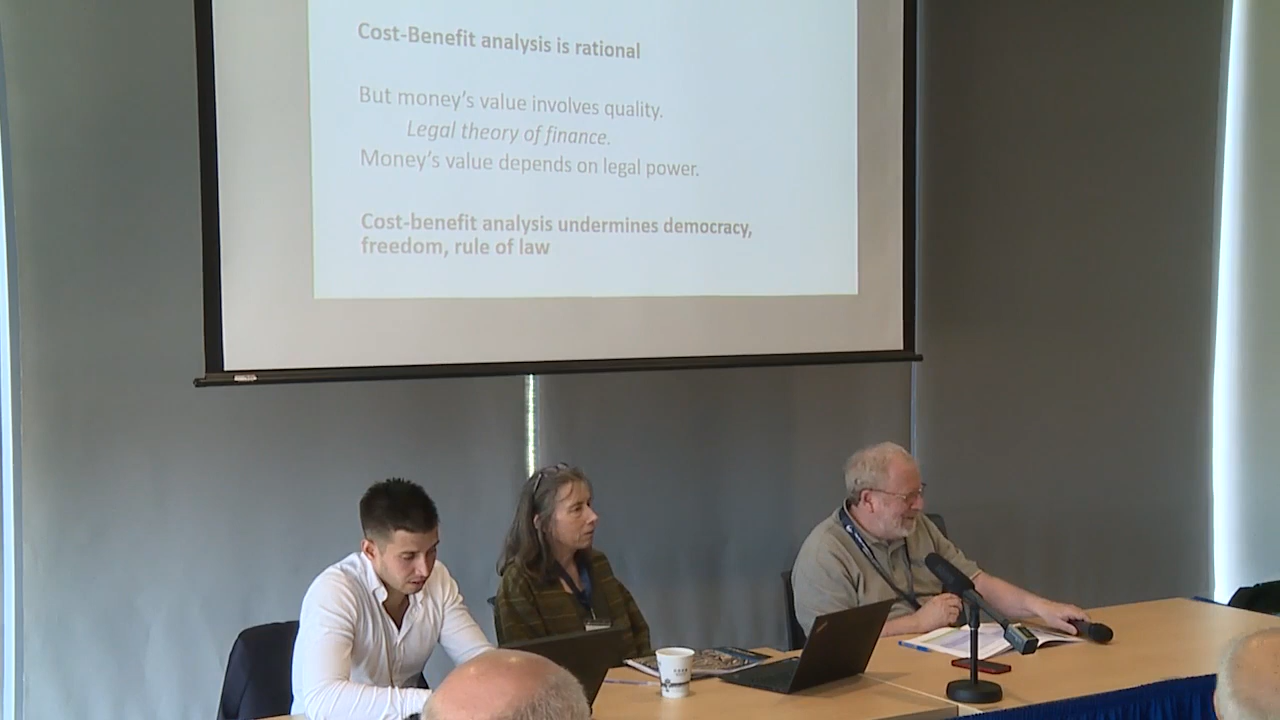 Cost-Benefit analysis is rational
But money's value involves quality.
Legal theory of finance.
Money's value depends on legal power.
Cost-benefit analysis undermines democracy,
freedom, rule of law